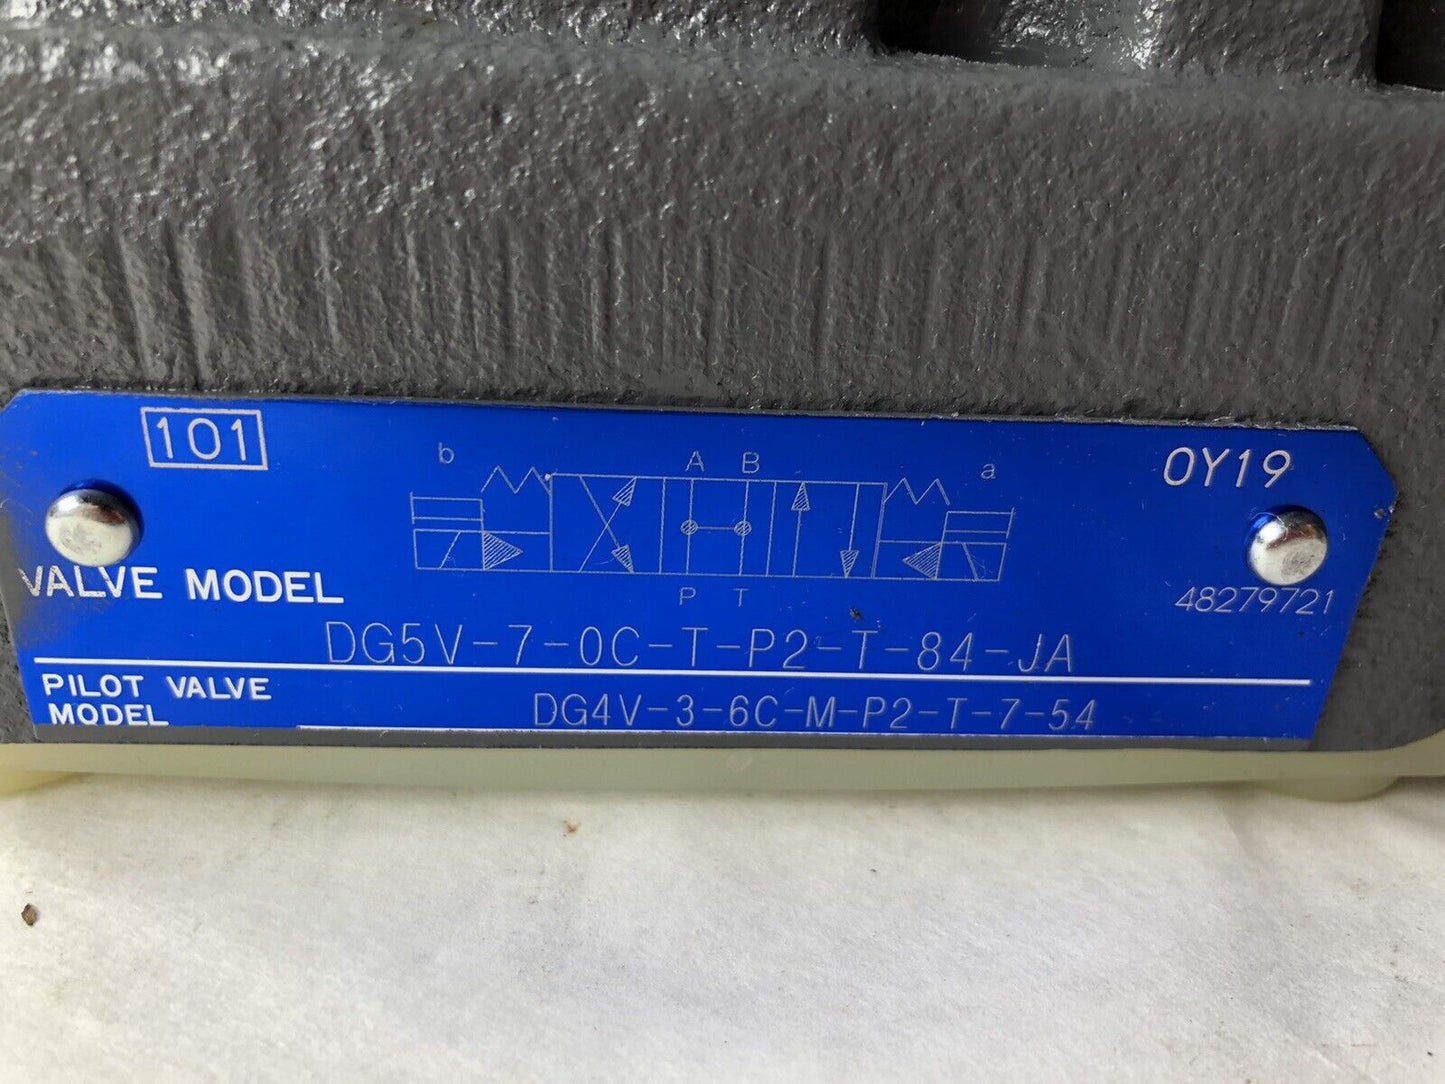 101
b A B a
OY19
P T
48279721
VALVE MODEL
DG5V-7-0C-T-P2-T-84-JA
PILOT VALVE
MODEL
DG4V-3-6C-M-P2-T-7-54